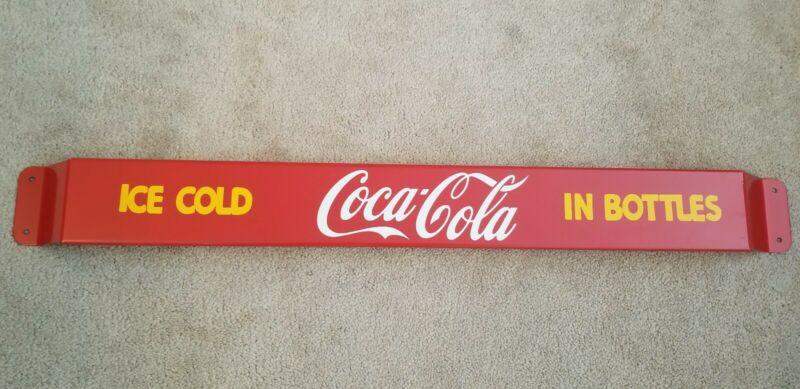 ICE COLD Coca-Cola IN BOTTLES